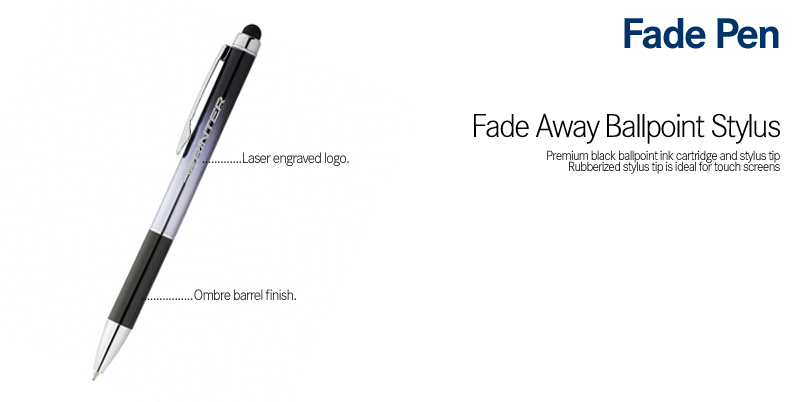 Fade Pen
Fade Away Ballpoint Stylus
Premium black ballpoint ink cartridge and stylus tip
Rubberized stylus tip is ideal for touch screens
.............Laser engraved logo.
.................Ombre barrel finish.